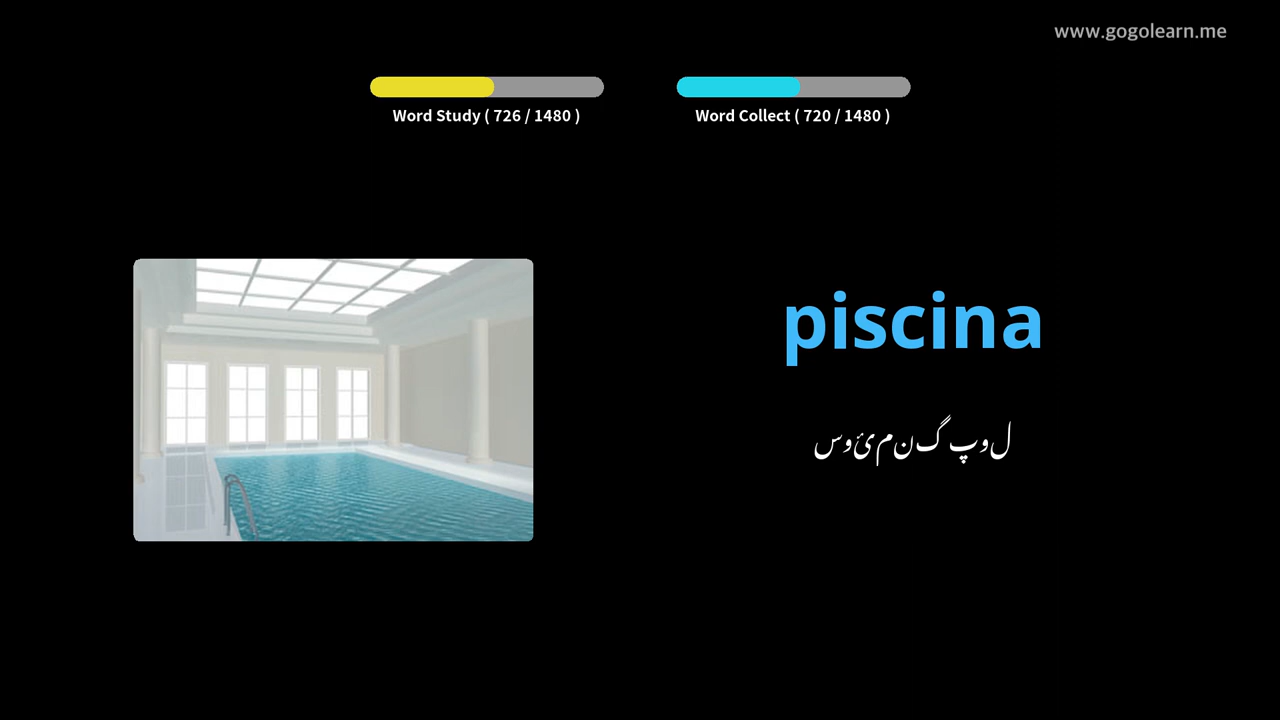 www.gogolearn.me
Word Study ( 726 / 1480 )
Word Collect ( 720 / 1480 )
piscina
سوئمنگ پول